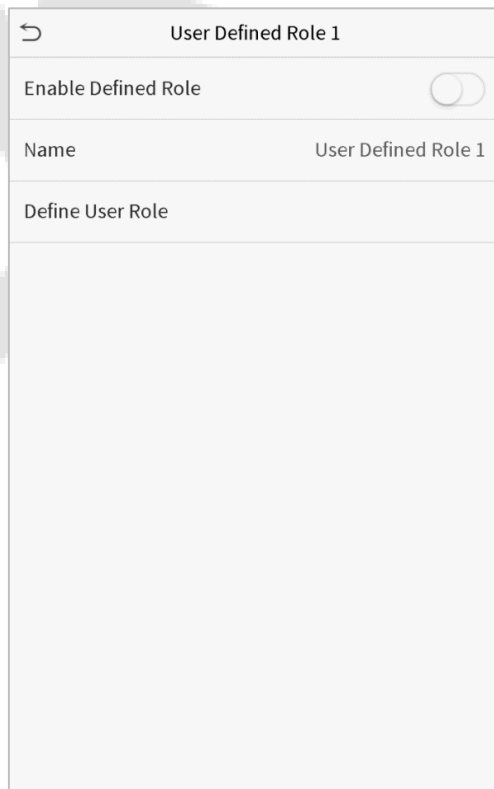 User Defined Role 1
Enable Defined Role
Name User Defined Role 1
Define User Role